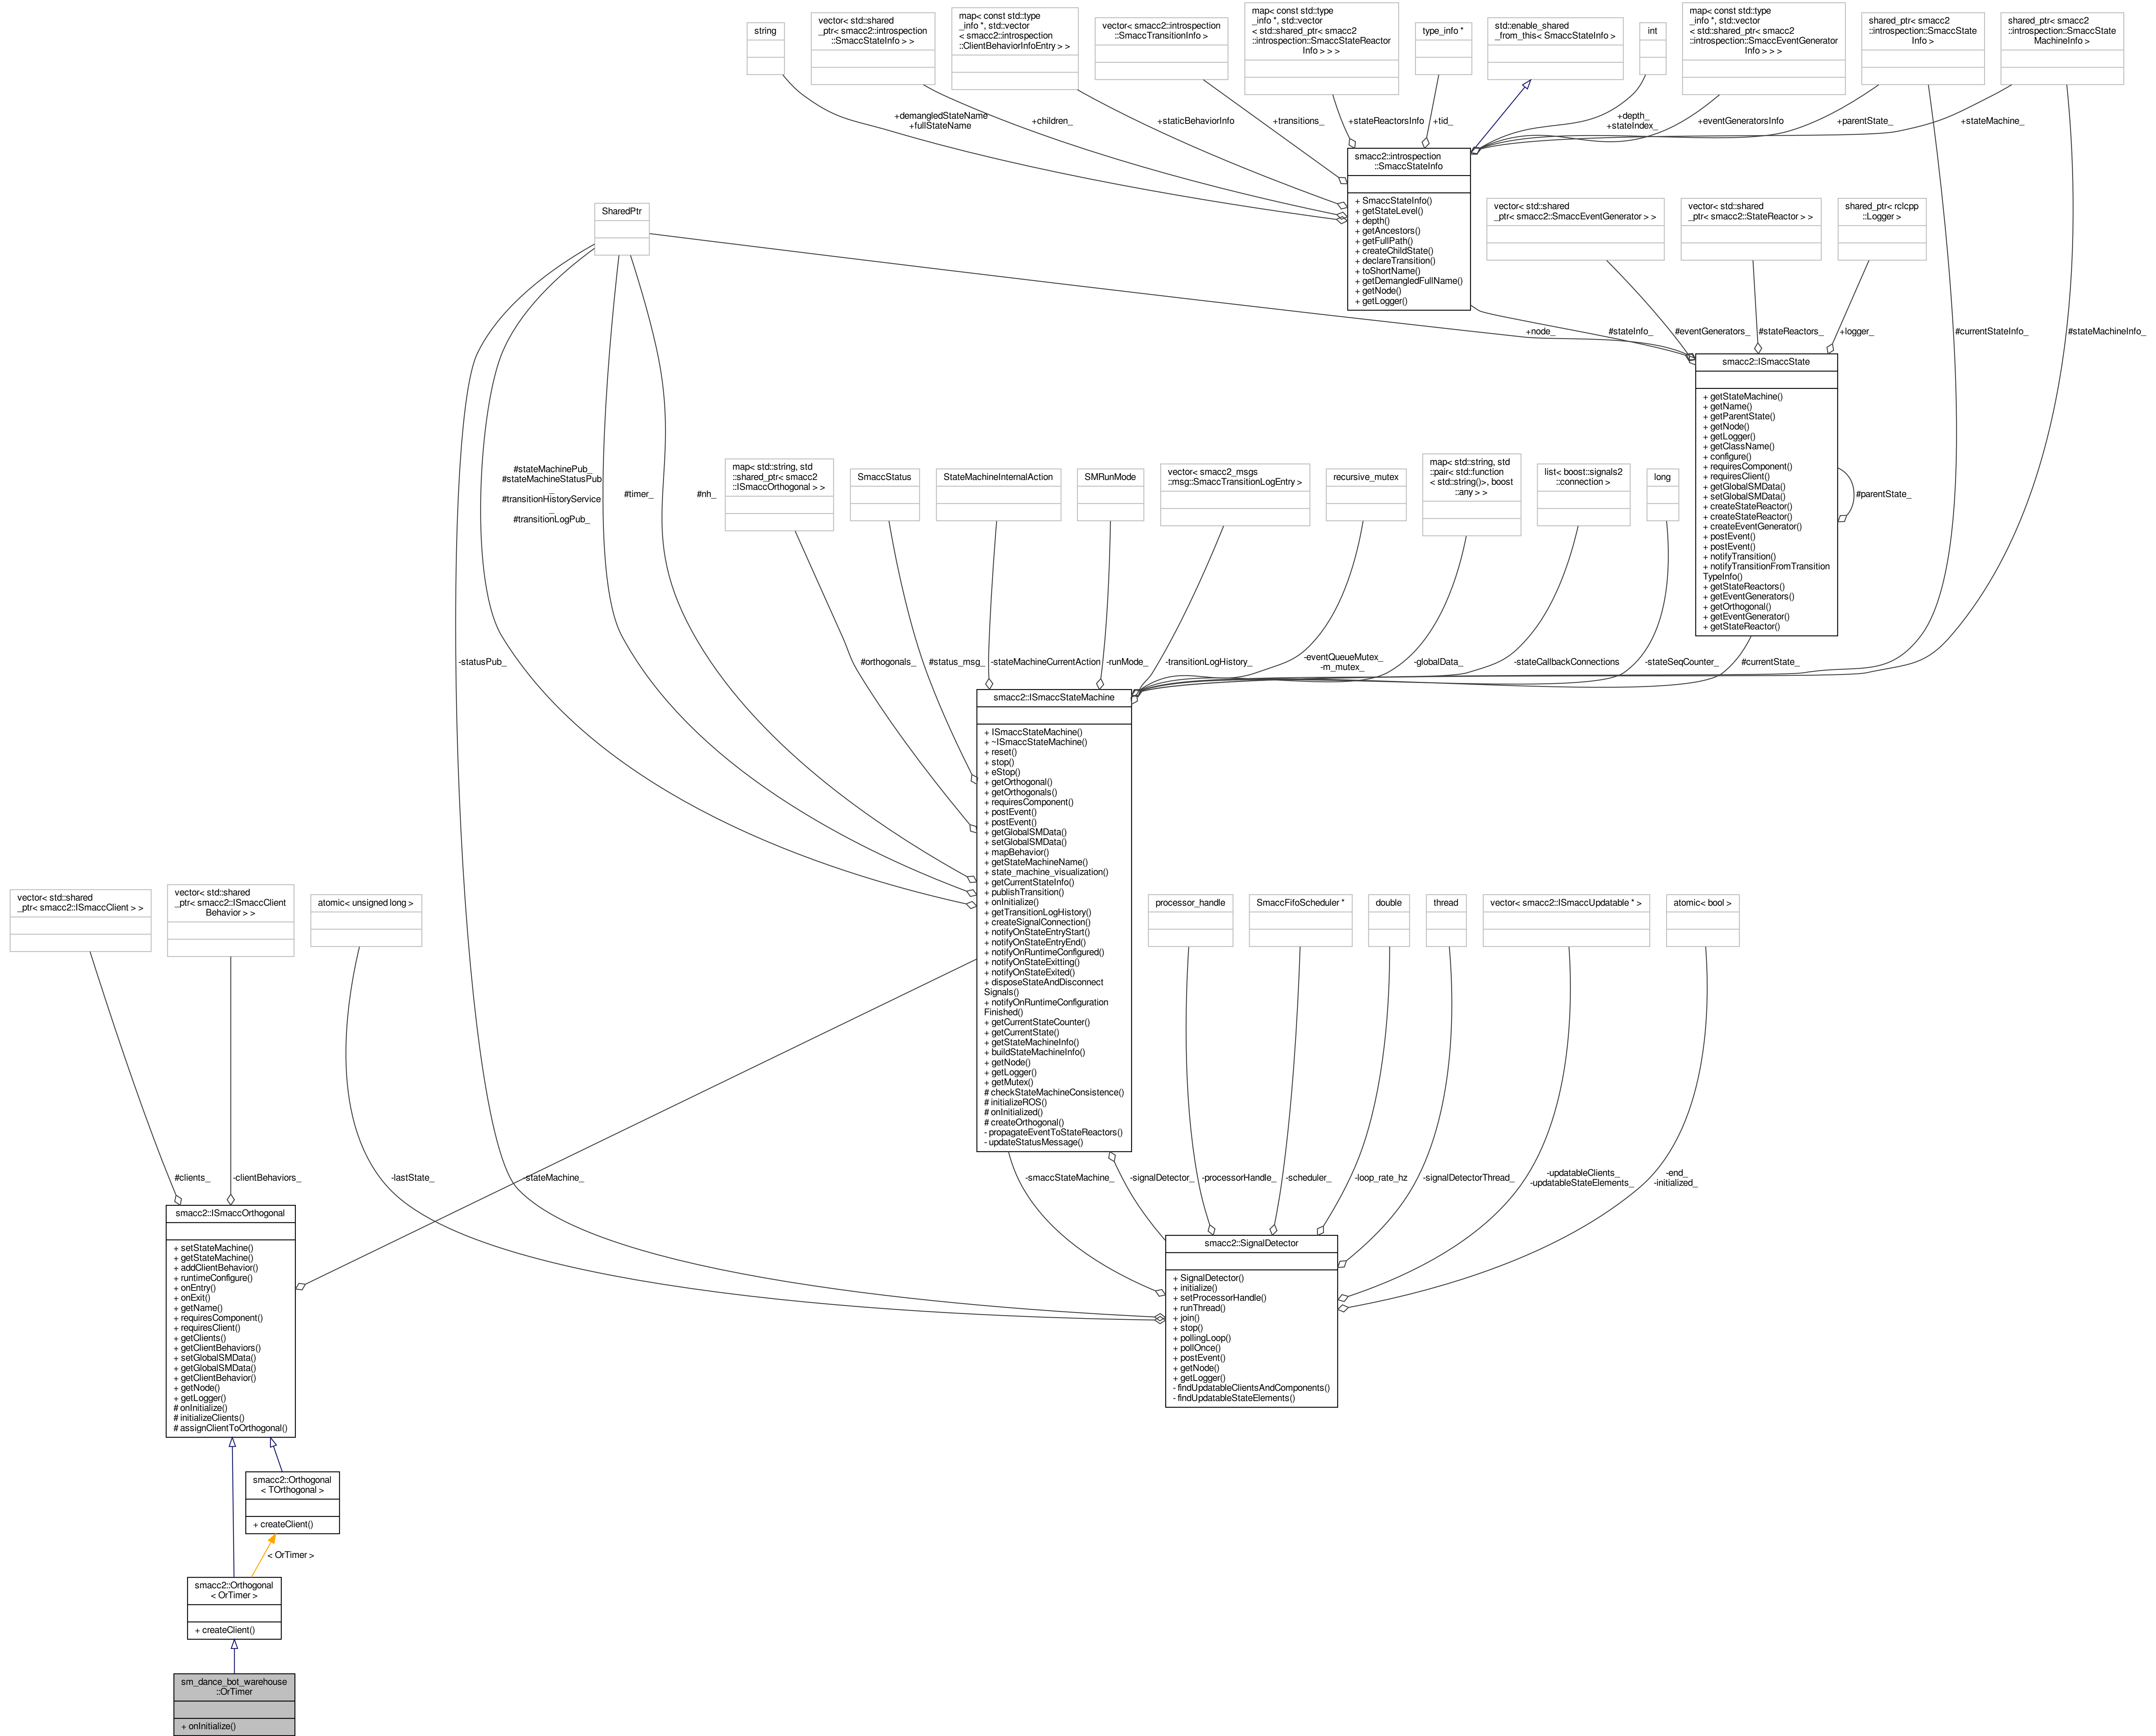 string
vector< std::shared
_ptr< smacc2::introspection
::SmaccStateInfo > >
map< const std::type
_info *, std::vector
< smacc2::introspection
::ClientBehaviorInfoEntry > >
vector< smacc2::introspection
::SmaccTransitionInfo >
map< const std::type
_info *, std::vector
< std::shared_ptr< smacc2
::introspection::SmaccStateReactor
Info > > >
type_info *
std::enable_shared
_from_this< SmaccStateInfo >
int
map< const std::type
_info *, std::vector
< std::shared_ptr< smacc2
::introspection::SmaccEventGenerator
Info > > >
shared_ptr< smacc2
::introspection::SmaccState
Info >
shared_ptr< smacc2
::introspection::SmaccState
MachineInfo >
+demangledStateName
+fullStateName
+children_
+staticBehaviorInfo
+transitions_
+stateReactorsInfo
+tid_
+depth_
+stateIndex_
+eventGeneratorsInfo
+parentState_
+stateMachine_
smacc2::introspection
::SmaccStateInfo
+ SmaccStateInfo()
+ getStateLevel()
+ depth()
+ getAncestors()
+ getFullPath()
+ createChildState()
+ declareTransition()
+ toShortName()
+ getDemangledFullName()
+ getNode()
+ getLogger()
SharedPtr
vector< std::shared
_ptr< smacc2::SmaccEventGenerator > >
vector< std::shared
_ptr< smacc2::StateReactor > >
shared_ptr< rclcpp
::Logger >
+node_
#stateInfo_
#eventGenerators_
#stateReactors_
+logger_
#currentStateInfo_
#stateMachineInfo_
smacc2::ISmaccState
+ getStateMachine()
+ getName()
+ getParentState()
+ getNode()
+ getLogger()
+ getClassName()
+ configure()
+ requiresComponent()
+ requiresClient()
+ getGlobalSMData()
+ setGlobalSMData()
+ createStateReactor()
+ createStateReactor()
+ createEventGenerator()
+ postEvent()
+ postEvent()
+ notifyTransition()
+ notifyTransitionFromTransition
TypeInfo()
+ getStateReactors()
+ getEventGenerators()
+ getOrthogonal()
+ getEventGenerator()
+ getStateReactor()
#parentState_
#stateMachinePub_
#stateMachineStatusPub
_
#transitionHistoryService
_
#transitionLogPub_
#timer_
#nh_
map< std::string, std
::shared_ptr< smacc2
::ISmaccOrthogonal > >
SmaccStatus
StateMachineInternalAction
SMRunMode
vector< smacc2_msgs
::msg::SmaccTransitionLogEntry >
recursive_mutex
map< std::string, std
::pair< std::function
< std::string()>, boost
::any > >
list< boost::signals2
::connection >
long
-statusPub_
#orthogonals_
#status_msg_
-stateMachineCurrentAction
-runMode_
-transitionLogHistory_
-eventQueueMutex_
-m_mutex_
-globalData_
-stateCallbackConnections
-stateSeqCounter_
#currentState_
smacc2::ISmaccStateMachine
+ ISmaccStateMachine()
+ ~ISmaccStateMachine()
+ reset()
+ stop()
+ eStop()
+ getOrthogonal()
+ getOrthogonals()
+ requiresComponent()
+ postEvent()
+ postEvent()
+ getGlobalSMData()
+ setGlobalSMData()
+ mapBehavior()
+ getStateMachineName()
+ state_machine_visualization()
+ getCurrentStateInfo()
+ publishTransition()
+ onInitialize()
+ getTransitionLogHistory()
+ createSignalConnection()
+ notifyOnStateEntryStart()
+ notifyOnStateEntryEnd()
+ notifyOnRuntimeConfigured()
+ notifyOnStateExitting()
+ notifyOnStateExited()
+ disposeStateAndDisconnect
Signals()
+ notifyOnRuntimeConfiguration
Finished()
+ getCurrentStateCounter()
+ getCurrentState()
+ getStateMachineInfo()
+ buildStateMachineInfo()
+ getNode()
+ getLogger()
+ getMutex()
# checkStateMachineConsistence()
# initializeROS()
# onInitialized()
# createOrthogonal()
- propagateEventToStateReactors()
- updateStatusMessage()
vector< std::shared
_ptr< smacc2::ISmaccClient > >
vector< std::shared
_ptr< smacc2::ISmaccClient
Behavior > >
atomic< unsigned long >
processor_handle
SmaccFifoScheduler *
double
thread
vector< smacc2::ISmaccUpdatable * >
atomic< bool >
#clients_
-clientBehaviors_
-lastState_
-stateMachine_
-smaccStateMachine_
-signalDetector_
-processorHandle_
-scheduler_
-loop_rate_hz
-signalDetectorThread_
-updatableClients_
-updatableStateElements_
-end_
-initialized_
smacc2::ISmaccOrthogonal
+ setStateMachine()
+ getStateMachine()
+ addClientBehavior()
+ runtimeConfigure()
+ onEntry()
+ onExit()
+ getName()
+ requiresComponent()
+ requiresClient()
+ getClients()
+ getClientBehaviors()
+ setGlobalSMData()
+ getGlobalSMData()
+ getClientBehavior()
+ getNode()
+ getLogger()
# onInitialize()
# initializeClients()
# assignClientToOrthogonal()
smacc2::SignalDetector
+ SignalDetector()
+ initialize()
+ setProcessorHandle()
+ runThread()
+ join()
+ stop()
+ pollingLoop()
+ pollOnce()
+ postEvent()
+ getNode()
+ getLogger()
- findUpdatableClientsAndComponents()
- findUpdatableStateElements()
smacc2::Orthogonal
< TOrthogonal >
+ createClient()
< OrTimer >
smacc2::Orthogonal
< OrTimer >
+ createClient()
sm_dance_bot_warehouse
::OrTimer
+ onInitialize()